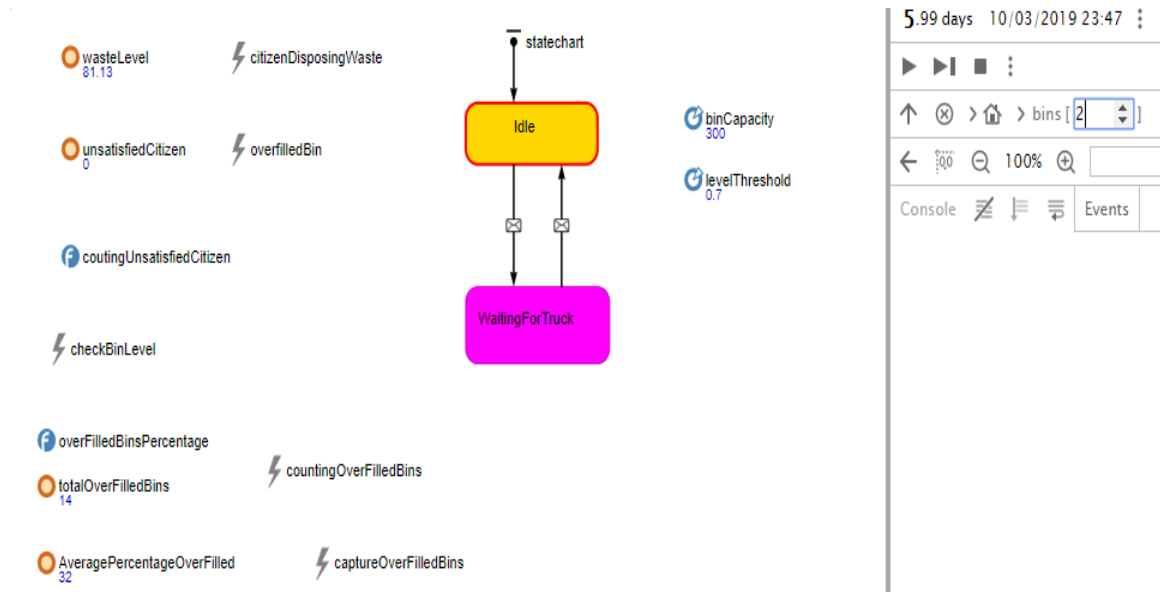 wasteLevel
81.13
citizenDisposingWaste
unsatisfiedCitizen
0
overfilledBin
coutingUnsatisfiedCitizen
checkBinLevel
overFilledBinsPercentage
totalOverFilledBins
14
countingOverFilledBins
AveragePercentageOverFilled
32
captureOverFilledBins
statechart
Idle
WaitingForTruck
binCapacity
300
levelThreshold
0.7
5.99 days 10/03/2019 23:47
> bins [ 2 ]
100%
Console Events